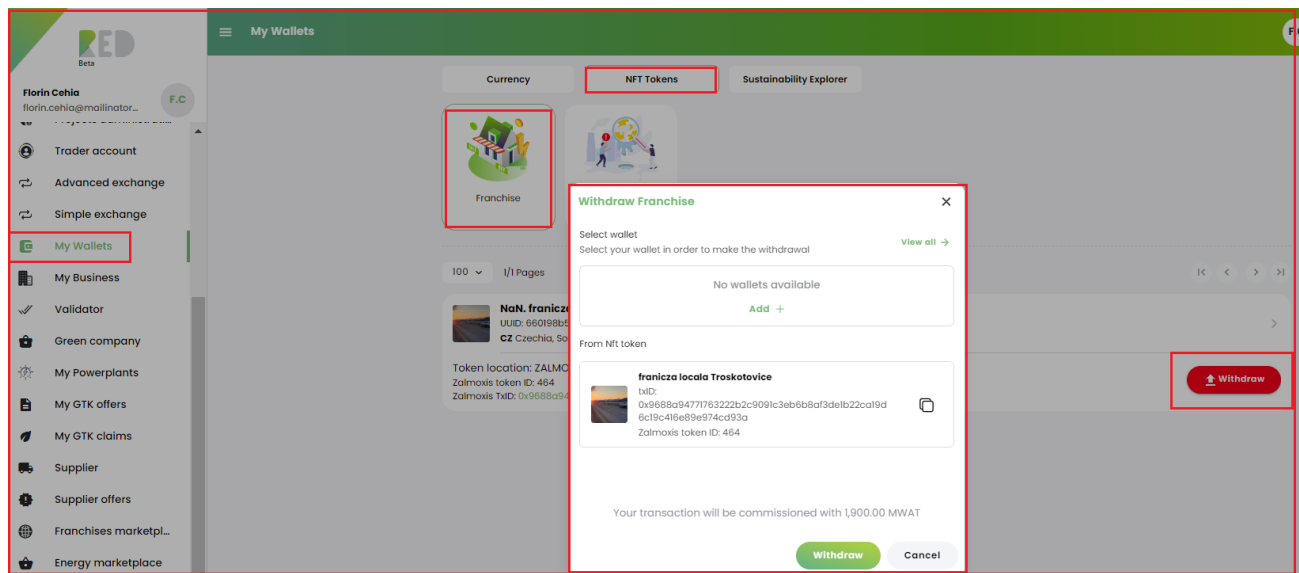 RED
Beta
My Wallets
F.C
Florin Cehia
florin.cehia@mailinator...
F.C
Trader account
Advanced exchange
Simple exchange
My Wallets
My Business
Validator
Green company
My Powerplants
My GTK offers
My GTK claims
Supplier
Supplier offers
Franchises marketpl...
Energy marketplace
Currency
NFT Tokens
Sustainability Explorer
Franchise
100
1/1 Pages
NaN. franicza
UUID: 660198b5
CZ Czechia, So
Token location: ZALMO
Zalmoxis token ID: 464
Zalmoxis TxID: 0x9688a94
Withdraw
Withdraw Franchise
Select wallet
Select your wallet in order to make the withdrawal
View all
No wallets available
Add +
From Nft token
franicza locala Troskotovice
txID:
0x9688a94771763222b2c9091c3eb6b8af3de1b22ca19d
6c19c416e89e974cd93a
Zalmoxis token ID: 464
Your transaction will be commissioned with 1,900.00 MWAT
Withdraw
Cancel